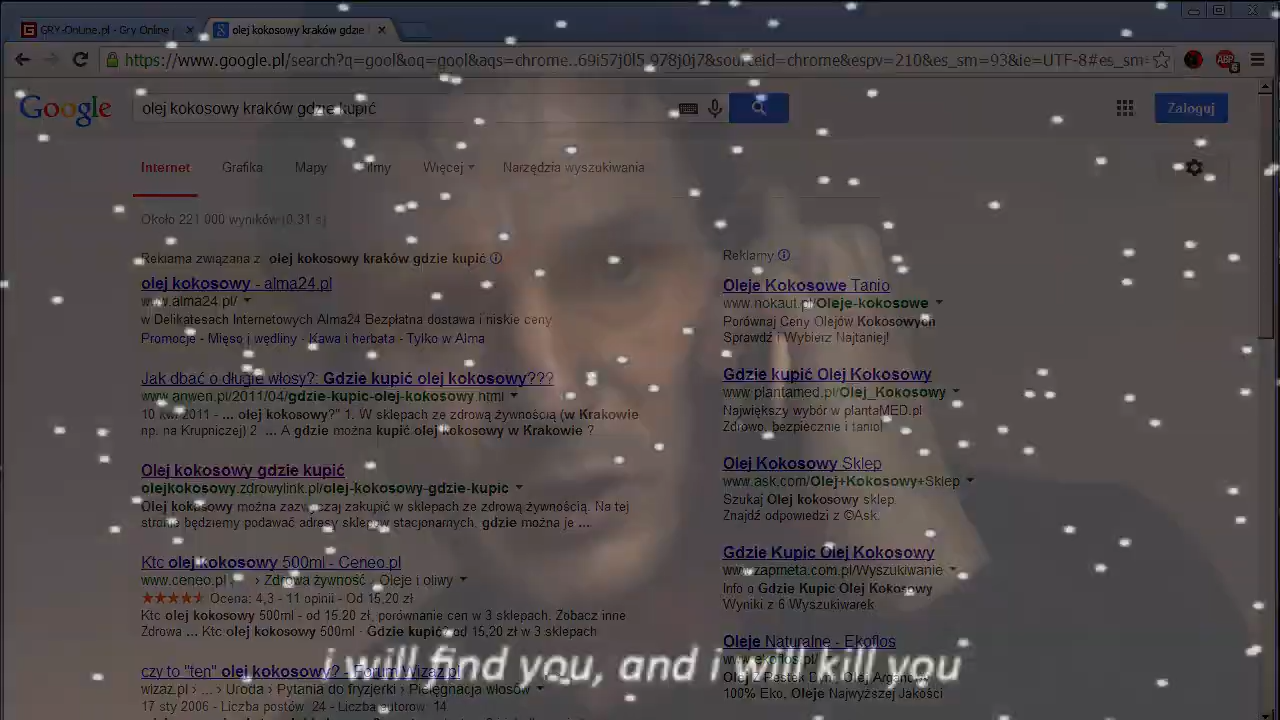 GRY-OnLine.pl - Gry Online
olej kokosowy kraków gdzie
https://www.google.pl/search?q=gool&oq=gool&aqs=chrome..69i57j0l5.978j0j7&sourceid=chrome&espv=210&es_sm=93&ie=UTF-8#es_sm=
ABP
6
Google
olej kokosowy kraków gdzie kupić
Zaloguj
Internet Grafika Mapy Filmy Więcej Narzędzia wyszukiwania
Około 221 000 wyników (0,31 s)
Reklama związana z olej kokosowy kraków gdzie kupić
olej kokosowy - alma24.pl
www.alma24.pl/
w Delikatesach Internetowych Alma24 Bezpłatna dostawa i niskie ceny
Promocje - Mięso i wędliny - Kawa i herbata - Tylko w Alma
Jak dbać o długie włosy?: Gdzie kupić olej kokosowy???
www.anwen.pl/2011/04/gdzie-kupic-olej-kokosowy.html
10 kwi 2011 - ... olej kokosowy?" 1. W sklepach ze zdrową żywnością (w Krakowie
np. na Krupniczej) 2 ... A gdzie można kupić olej kokosowy w Krakowie ?
Olej kokosowy gdzie kupić
olejkokosowy.zdrowylink.pl/olej-kokosowy-gdzie-kupic
Olej kokosowy można zazwyczaj zakupić w sklepach ze zdrową żywnością. Na tej
stronie będziemy podawać adresy sklepów stacjonarnych, gdzie można je ...
Ktc olej kokosowy 500ml - Ceneo.pl
www.ceneo.pl › ... › Zdrowa żywność › Oleje i oliwy
Ocena: 4,3 - 11 opinii - Od 15,20 zł
Ktc olej kokosowy 500ml - od 15.20 zł, porównanie cen w 3 sklepach. Zobacz inne
Zdrowa ... Ktc olej kokosowy 500ml · Gdzie kupić? od 15,20 zł w 3 sklepach
czy to "ten" olej kokosowy? - Forum Wizaz.pl
wizaz.pl › ... › Uroda › Pytania do fryzjerki › Pielęgnacja włosów
17 sty 2006 - Liczba postów: 24 - Liczba autorów: 14
Reklamy
Oleje Kokosowe Tanio
www.nokaut.pl/Oleje-kokosowe
Porównaj Ceny Olejów Kokosowych
Sprawdź i Wybierz Najtaniej!
Gdzie kupić Olej Kokosowy
www.plantamed.pl/Olej_Kokosowy
Największy wybór w plantaMED.pl
Zdrowo, bezpiecznie i tanio!
Olej Kokosowy Sklep
www.ask.com/Olej+Kokosowy+Sklep
Szukaj Olej kokosowy sklep.
Znajdź odpowiedzi z ©Ask.
Gdzie Kupic Olej Kokosowy
www.zapmeta.com.pl/Wyszukiwanie
Info o Gdzie Kupic Olej Kokosowy
Wyniki z 6 Wyszukiwarek
Oleje Naturalne - Ekoflos
www.ekoflos.pl/
Olej Z Pestek Dyni, Olej Arganowy
100% Eko. Oleje Najwyższej Jakości
i will find you, and i will kill you